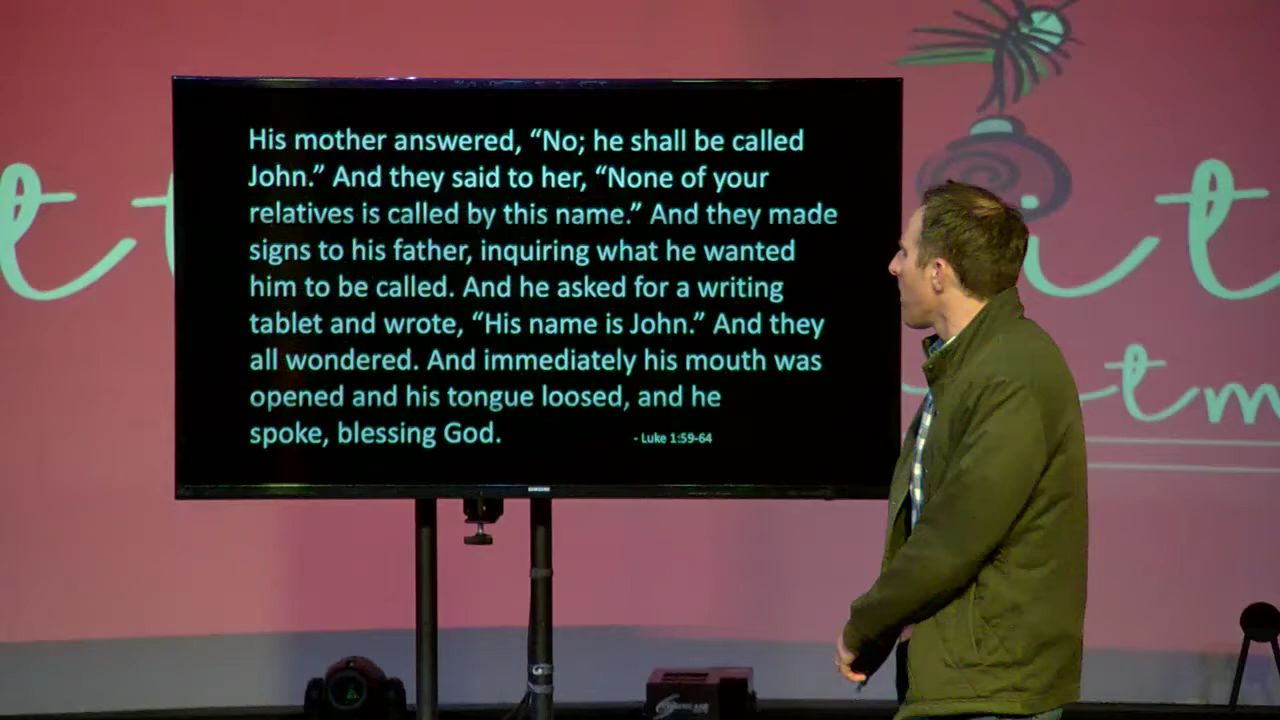 His mother answered, “No; he shall be called
John.” And they said to her, “None of your
relatives is called by this name.” And they made
signs to his father, inquiring what he wanted
him to be called. And he asked for a writing
tablet and wrote, “His name is John.” And they
all wondered. And immediately his mouth was
opened and his tongue loosed, and he
spoke, blessing God.
- Luke 1:59-64